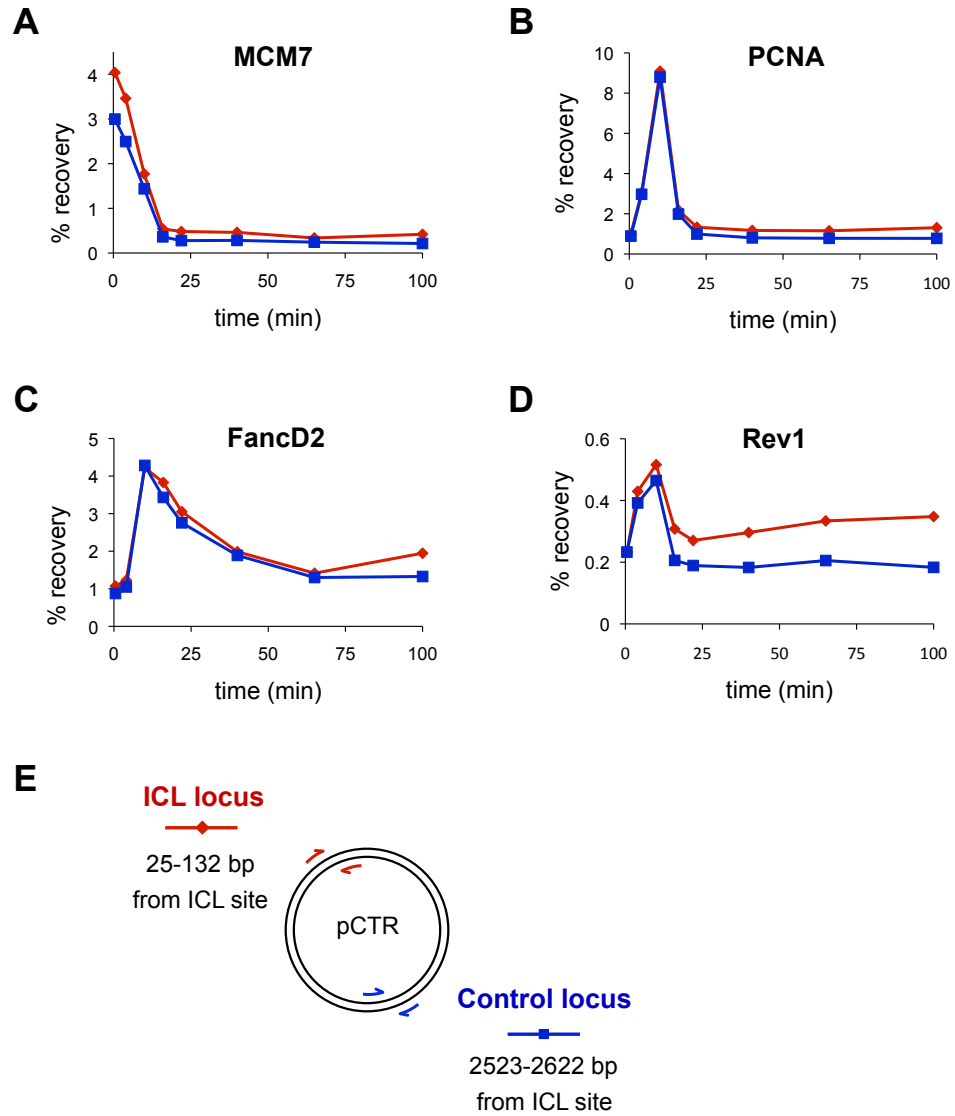 A
MCM7
4
3
2
1
0
% recovery
0 25 50 75 100
time (min)
B
PCNA
10
8
6
4
2
0
% recovery
0 25 50 75 100
time (min)
C
FancD2
5
4
3
2
1
0
% recovery
0 25 50 75 100
time (min)
D
Rev1
0.6
0.4
0.2
0
% recovery
0 25 50 75 100
time (min)
E
ICL locus
25-132 bp
from ICL site
pCTR
Control locus
2523-2622 bp
from ICL site